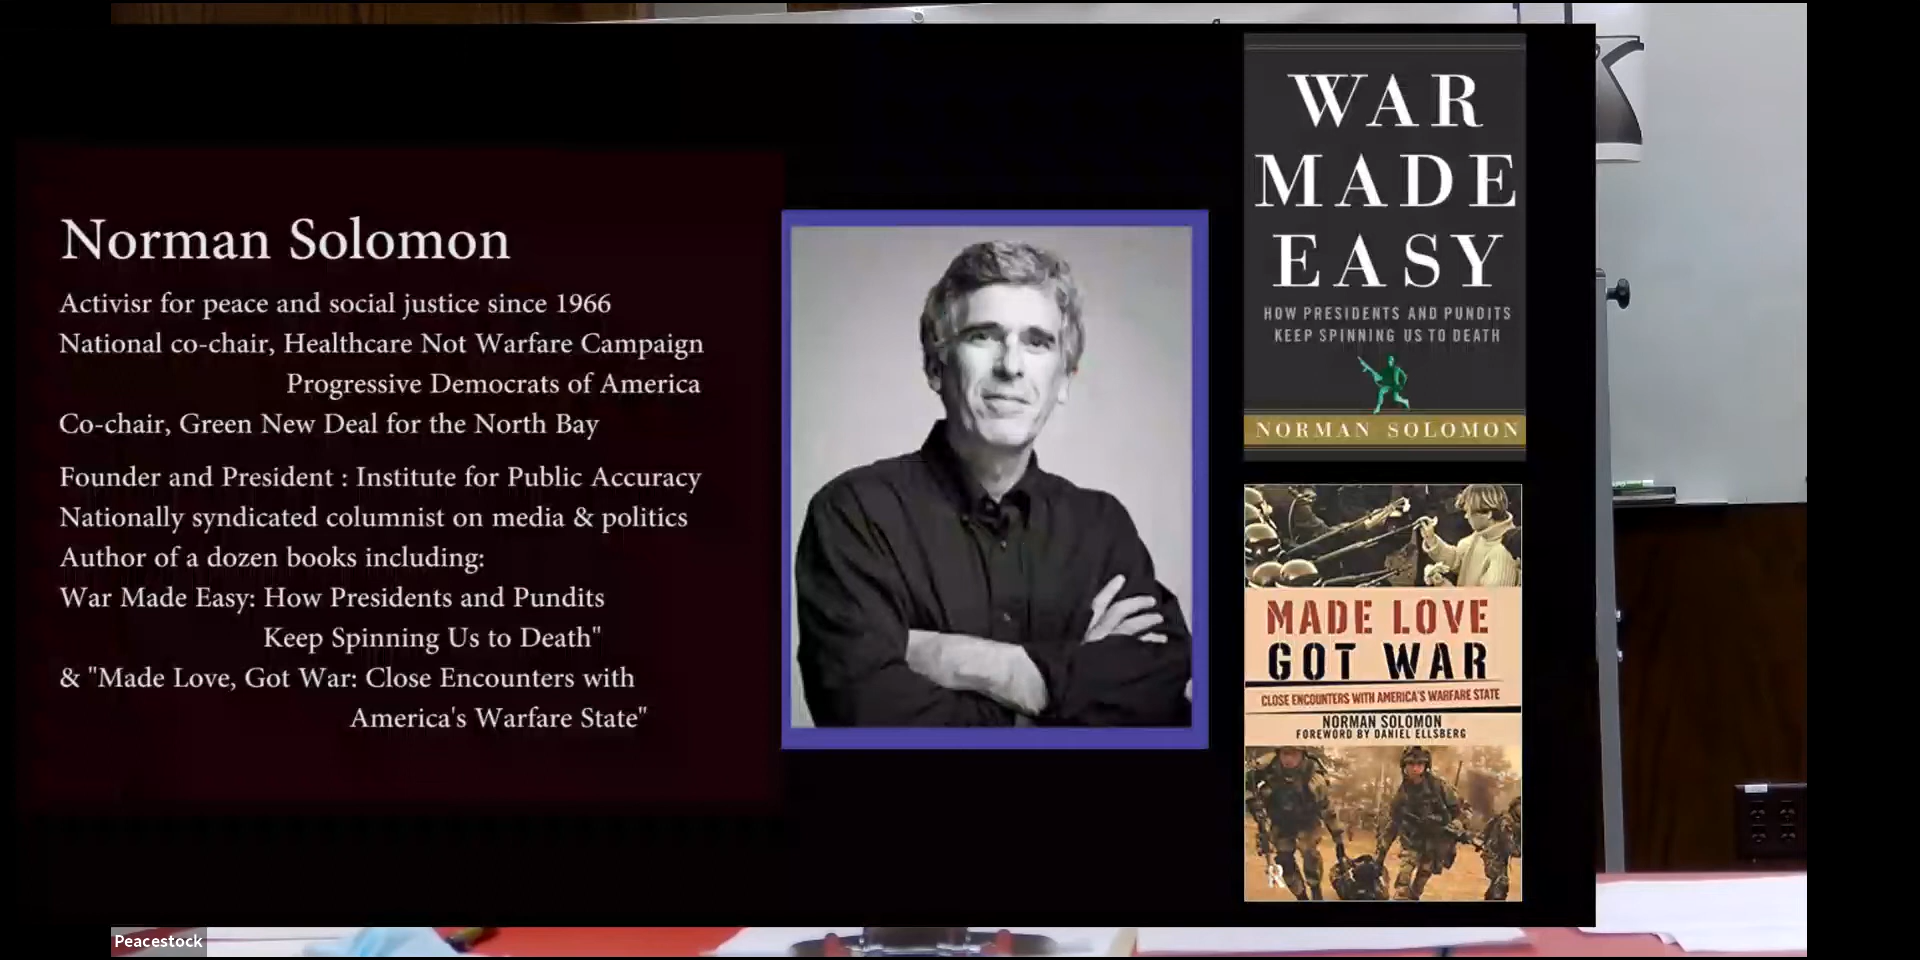 Norman Solomon
Activisr for peace and social justice since 1966
National co-chair, Healthcare Not Warfare Campaign
Progressive Democrats of America
Co-chair, Green New Deal for the North Bay
Founder and President : Institute for Public Accuracy
Nationally syndicated columnist on media & politics
Author of a dozen books including:
War Made Easy: How Presidents and Pundits
Keep Spinning Us to Death"
& "Made Love, Got War: Close Encounters with
America's Warfare State"
WAR
MADE
EASY
HOW PRESIDENTS AND PUNDITS
KEEP SPINNING US TO DEATH
NORMAN SOLOMON
MADE LOVE
GOT WAR
CLOSE ENCOUNTERS WITH AMERICA'S WARFARE STATE
NORMAN SOLOMON
FOREWORD BY DANIEL ELLSBERG
R
Peacestock